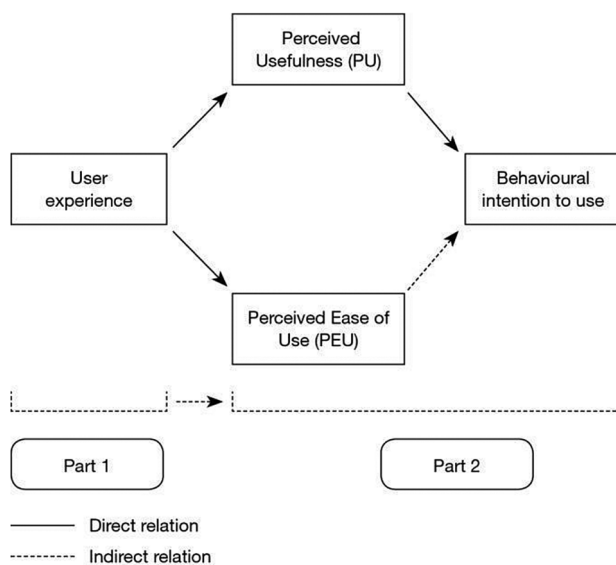 Perceived
Usefulness (PU)
User
experience
Behavioural
intention to use
Perceived Ease of
Use (PEU)
Part 1
Part 2
Direct relation
Indirect relation